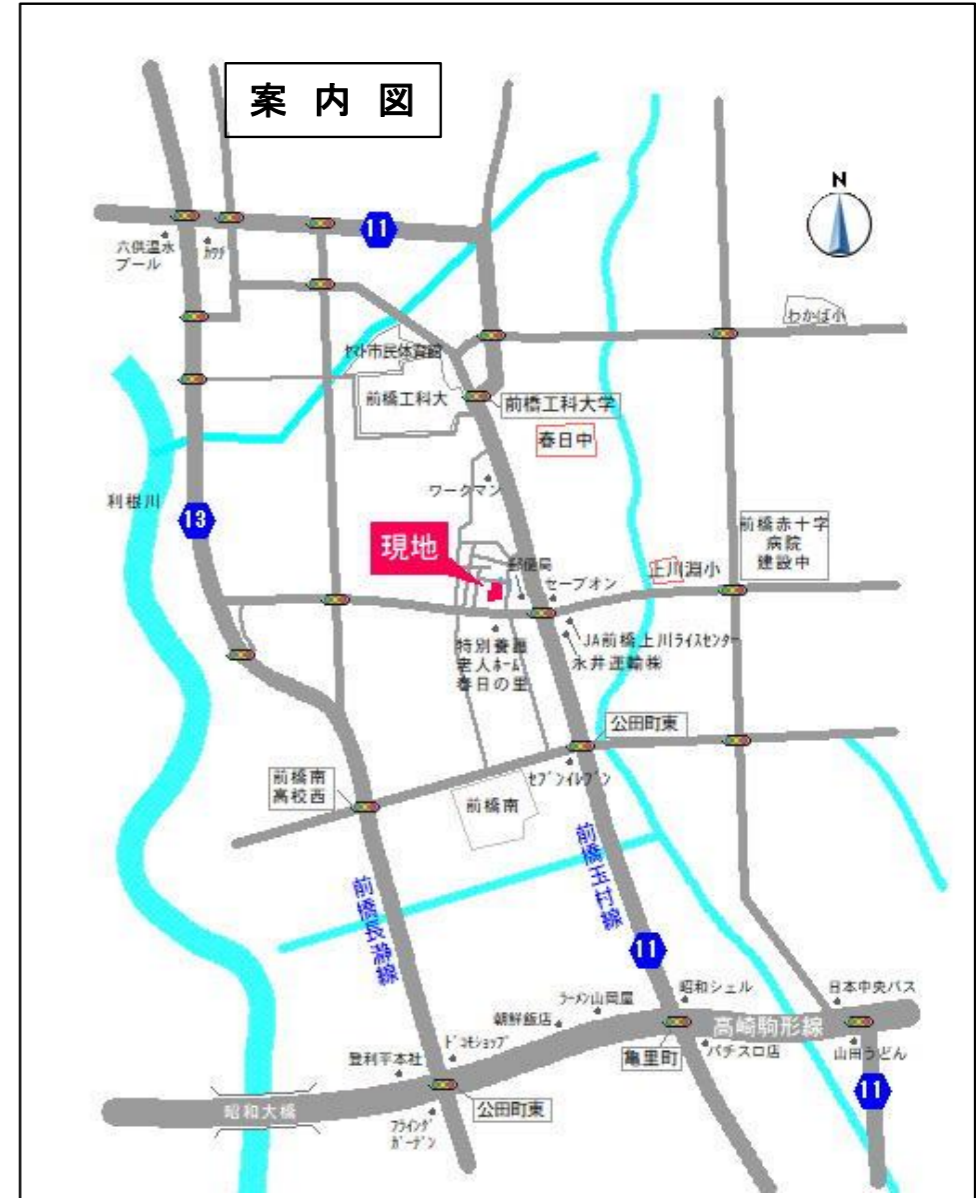 案 内 図
N
11
六供温水
プール
カワチ
わかば小
ヤマト市民体育館
前橋工科大
前橋工科大学
春日中
ワークマン
利根川
13
前橋赤十字
病院
建設中
現地
郵便局
セーブオン
上川淵小
JA前橋上川ライスセンター
永井運輸㈱
特別養護
老人ホーム
春日の里
公田町東
セブンイレブン
前橋南
高校西
前橋南
前橋玉村線
前橋長瀞線
11
昭和シェル
日本中央バス
ラーメン山岡屋
朝鮮飯店
高崎駒形線
ドコモショップ
登利平本社
亀里町
パチスロ店
山田うどん
11
昭和大橋
公田町東
フライング
ガーデン